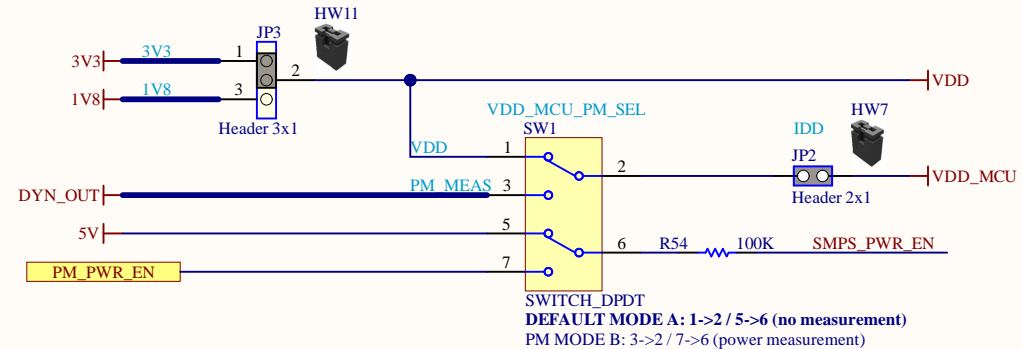 HW11
JP3
3V3 3V3 1
2
1V8 1V8 3
Header 3x1
VDD
VDD_MCU_PM_SEL
SW1
HW7
IDD
JP2
VDD 1
2
VDD_MCU
Header 2x1
DYN_OUT PM_MEAS 3
5V 5
6 R54 100K SMPS_PWR_EN
PM_PWR_EN 7
SWITCH_DPDT
DEFAULT MODE A: 1->2 / 5->6 (no measurement)
PM MODE B: 3->2 / 7->6 (power measurement)